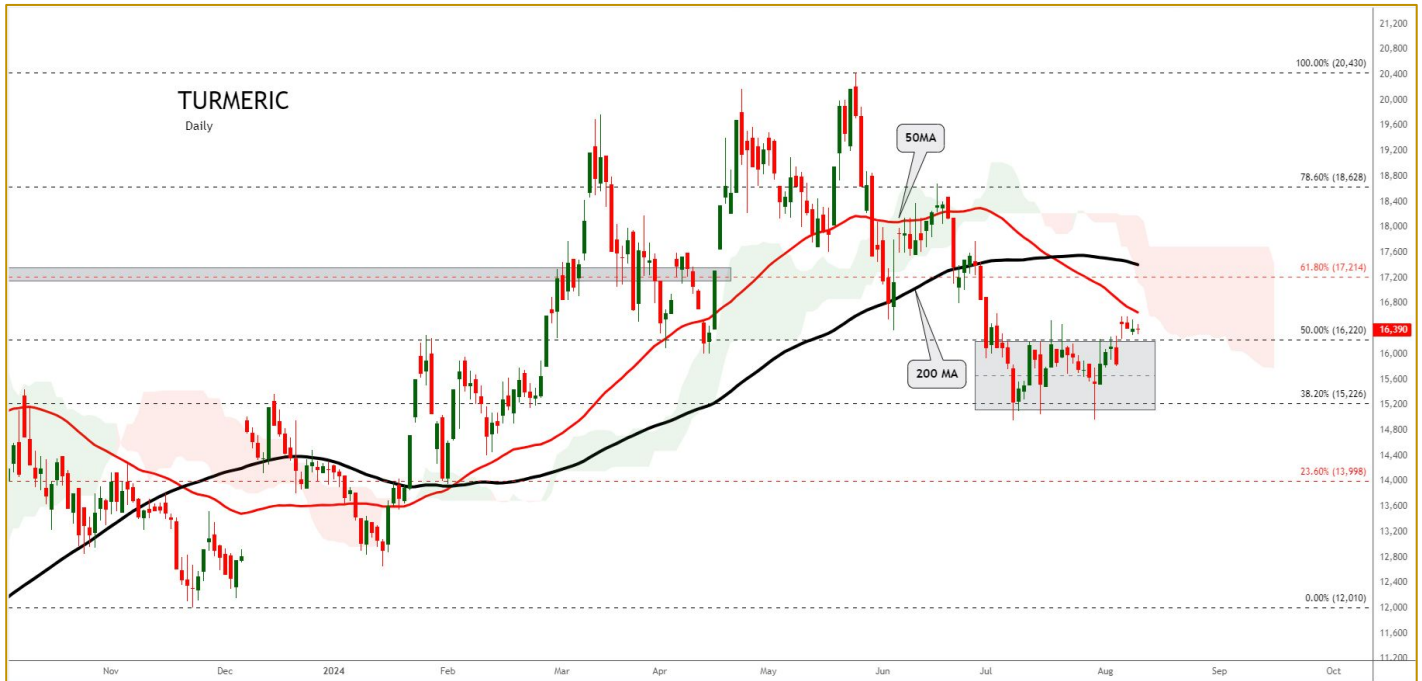 TURMERIC
Daily
100.00% (20,430)
78.60% (18,628)
61.80% (17,214)
50.00% (16,220)
38.20% (15,226)
23.60% (13,998)
0.00% (12,010)
50MA
200 MA
21,200
20,800
20,400
20,000
19,600
19,200
18,800
18,400
18,000
17,600
17,200
16,800
16,390
16,000
15,600
15,200
14,800
14,400
14,000
13,600
13,200
12,800
12,400
12,000
11,600
11,200
Nov
Dec
2024
Feb
Mar
Apr
May
Jun
Jul
Aug
Sep
Oct